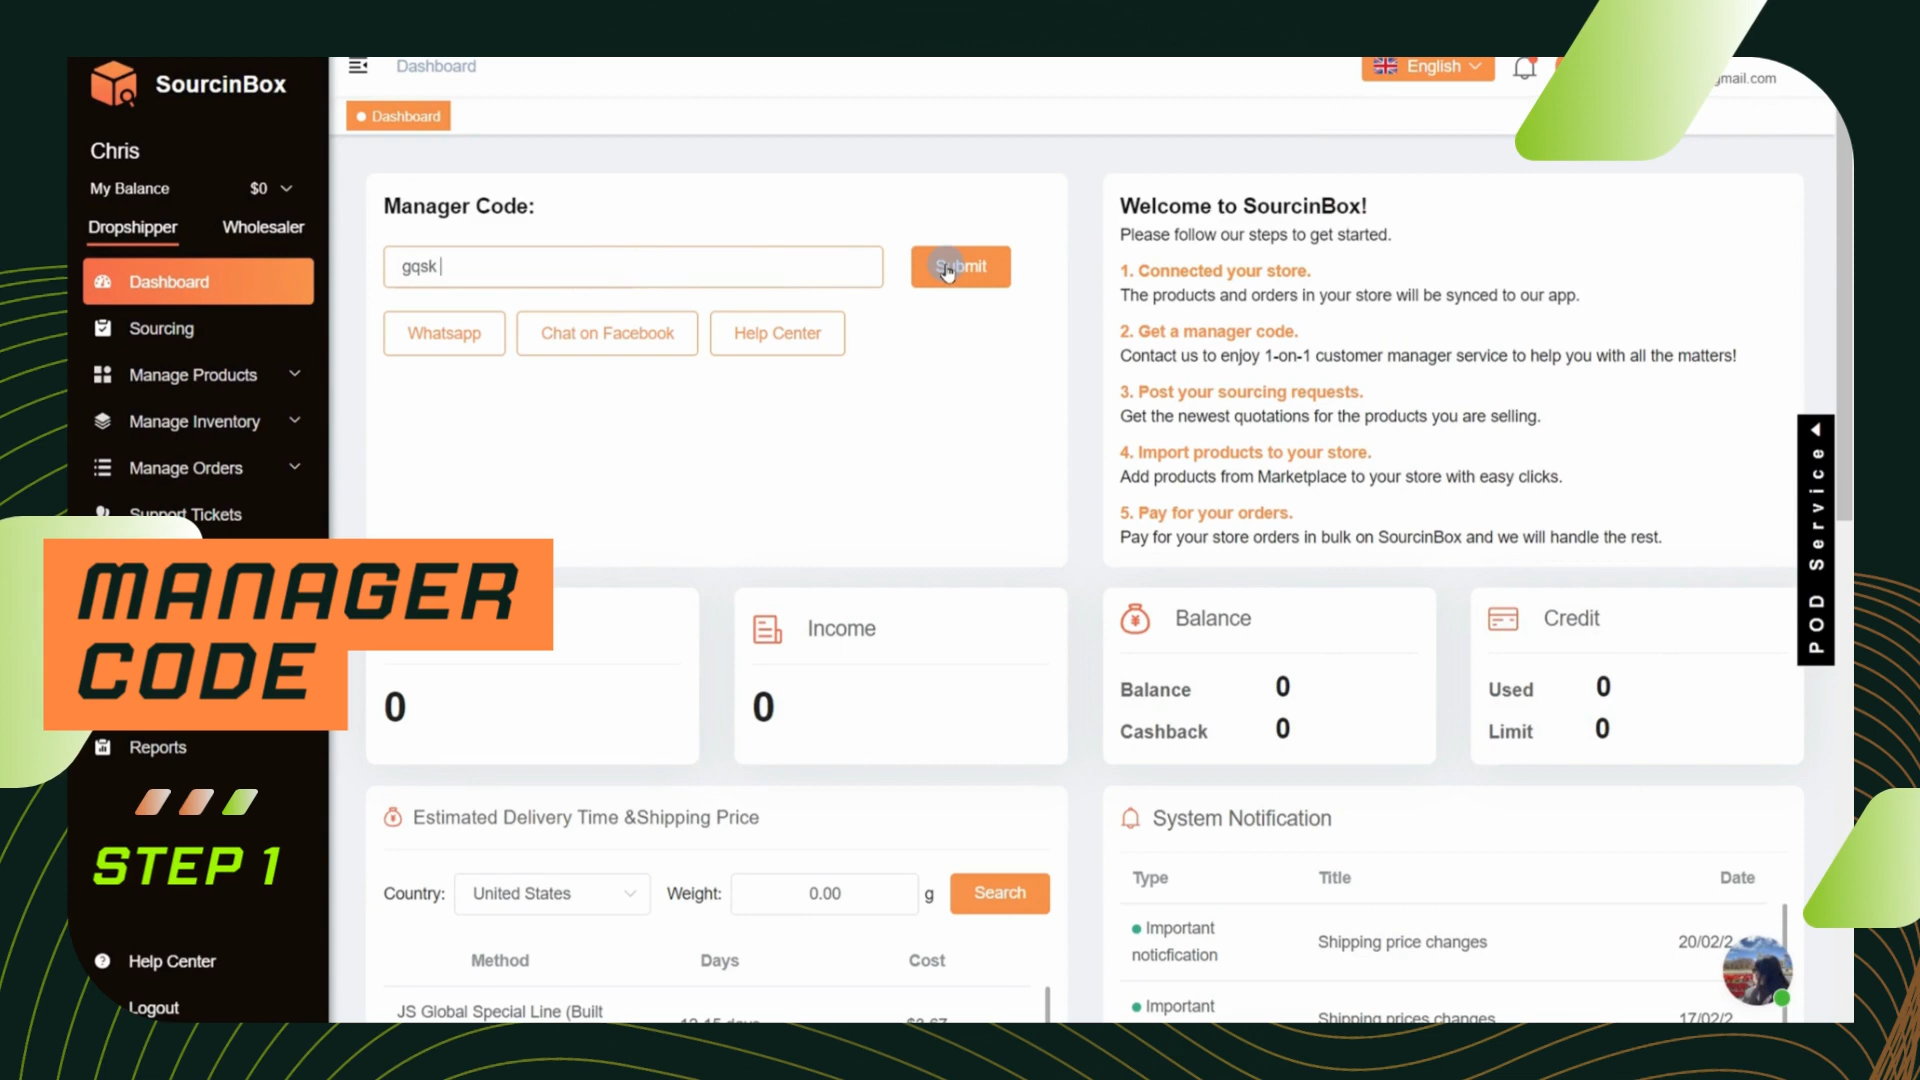 SourcinBox
Dashboard
English
gmail.com
Dashboard
Chris
My Balance $0
Dropshipper Wholesaler
Dashboard
Sourcing
Manage Products
Manage Inventory
Manage Orders
Support Tickets
Reports
Help Center
Logout
MANAGER
CODE
STEP 1
Manager Code:
gqsk
Submit
Whatsapp Chat on Facebook Help Center
Welcome to SourcinBox!
Please follow our steps to get started.
1. Connected your store.
The products and orders in your store will be synced to our app.
2. Get a manager code.
Contact us to enjoy 1-on-1 customer manager service to help you with all the matters!
3. Post your sourcing requests.
Get the newest quotations for the products you are selling.
4. Import products to your store.
Add products from Marketplace to your store with easy clicks.
5. Pay for your orders.
Pay for your store orders in bulk on SourcinBox and we will handle the rest.
POD Service
0
Income
0
Balance
Balance 0
Cashback 0
Credit
Used 0
Limit 0
Estimated Delivery Time &Shipping Price
Country: United States Weight: 0.00 g Search
Method Days Cost
JS Global Special Line (Built
System Notification
Type Title Date
Important
noticfication
Shipping price changes
20/02/2
Important
Shipping prices changes
17/02/2